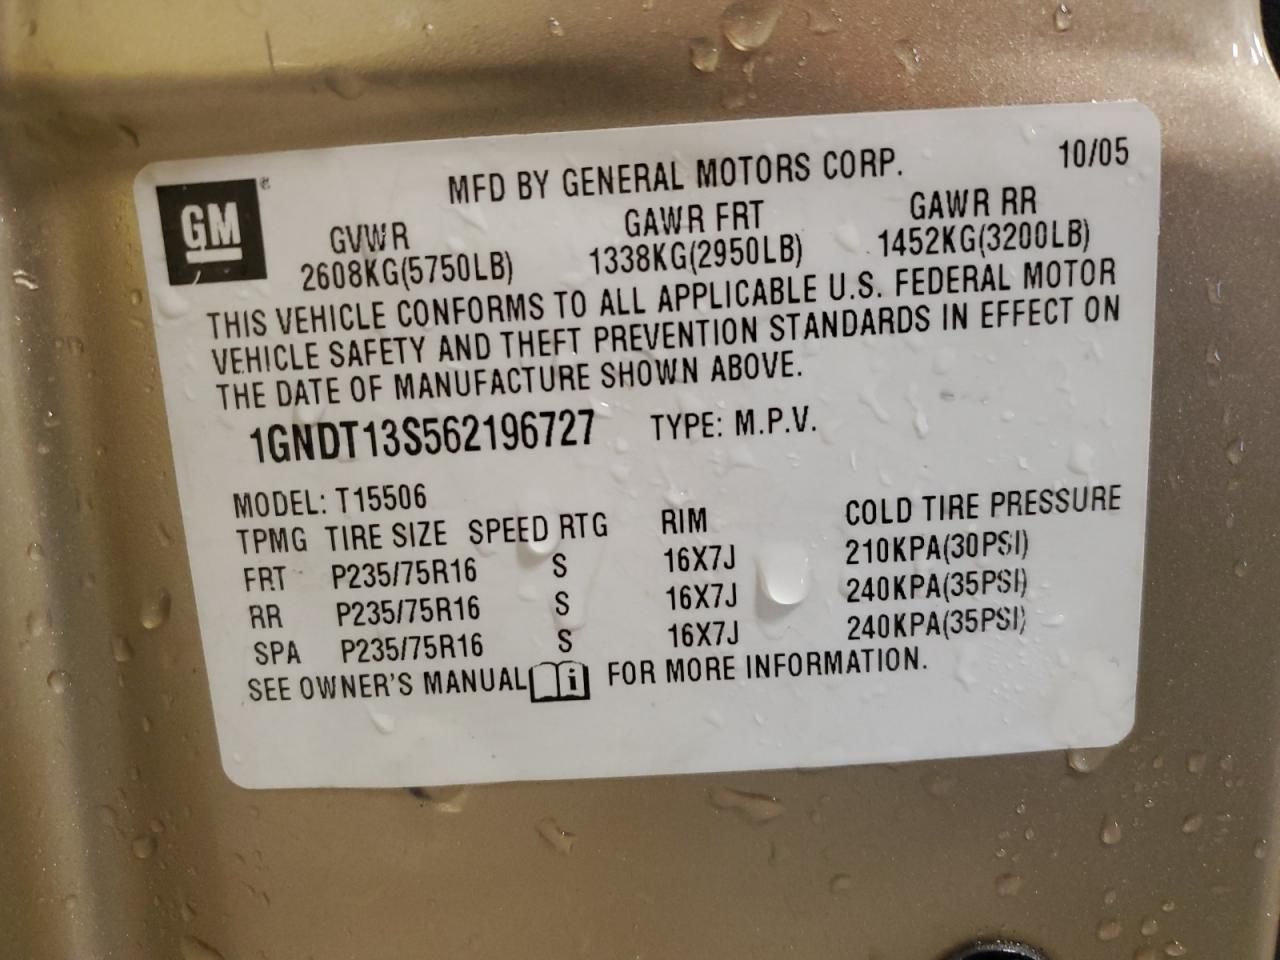 GM®
MFD BY GENERAL MOTORS CORP. 10/05
GVWR GAWR FRT GAWR RR
2608KG(5750LB) 1338KG(2950LB) 1452KG(3200LB)
THIS VEHICLE CONFORMS TO ALL APPLICABLE U.S. FEDERAL MOTOR
VEHICLE SAFETY AND THEFT PREVENTION STANDARDS IN EFFECT ON
THE DATE OF MANUFACTURE SHOWN ABOVE.
1GNDT13S562196727 TYPE: M.P.V.
MODEL: T15506
TPMG TIRE SIZE SPEED RTG RIM COLD TIRE PRESSURE
FRT P235/75R16 S 16X7J 210KPA(30PSI)
RR P235/75R16 S 16X7J 240KPA(35PSI)
SPA P235/75R16 S 16X7J 240KPA(35PSI)
SEE OWNER'S MANUAL i FOR MORE INFORMATION.